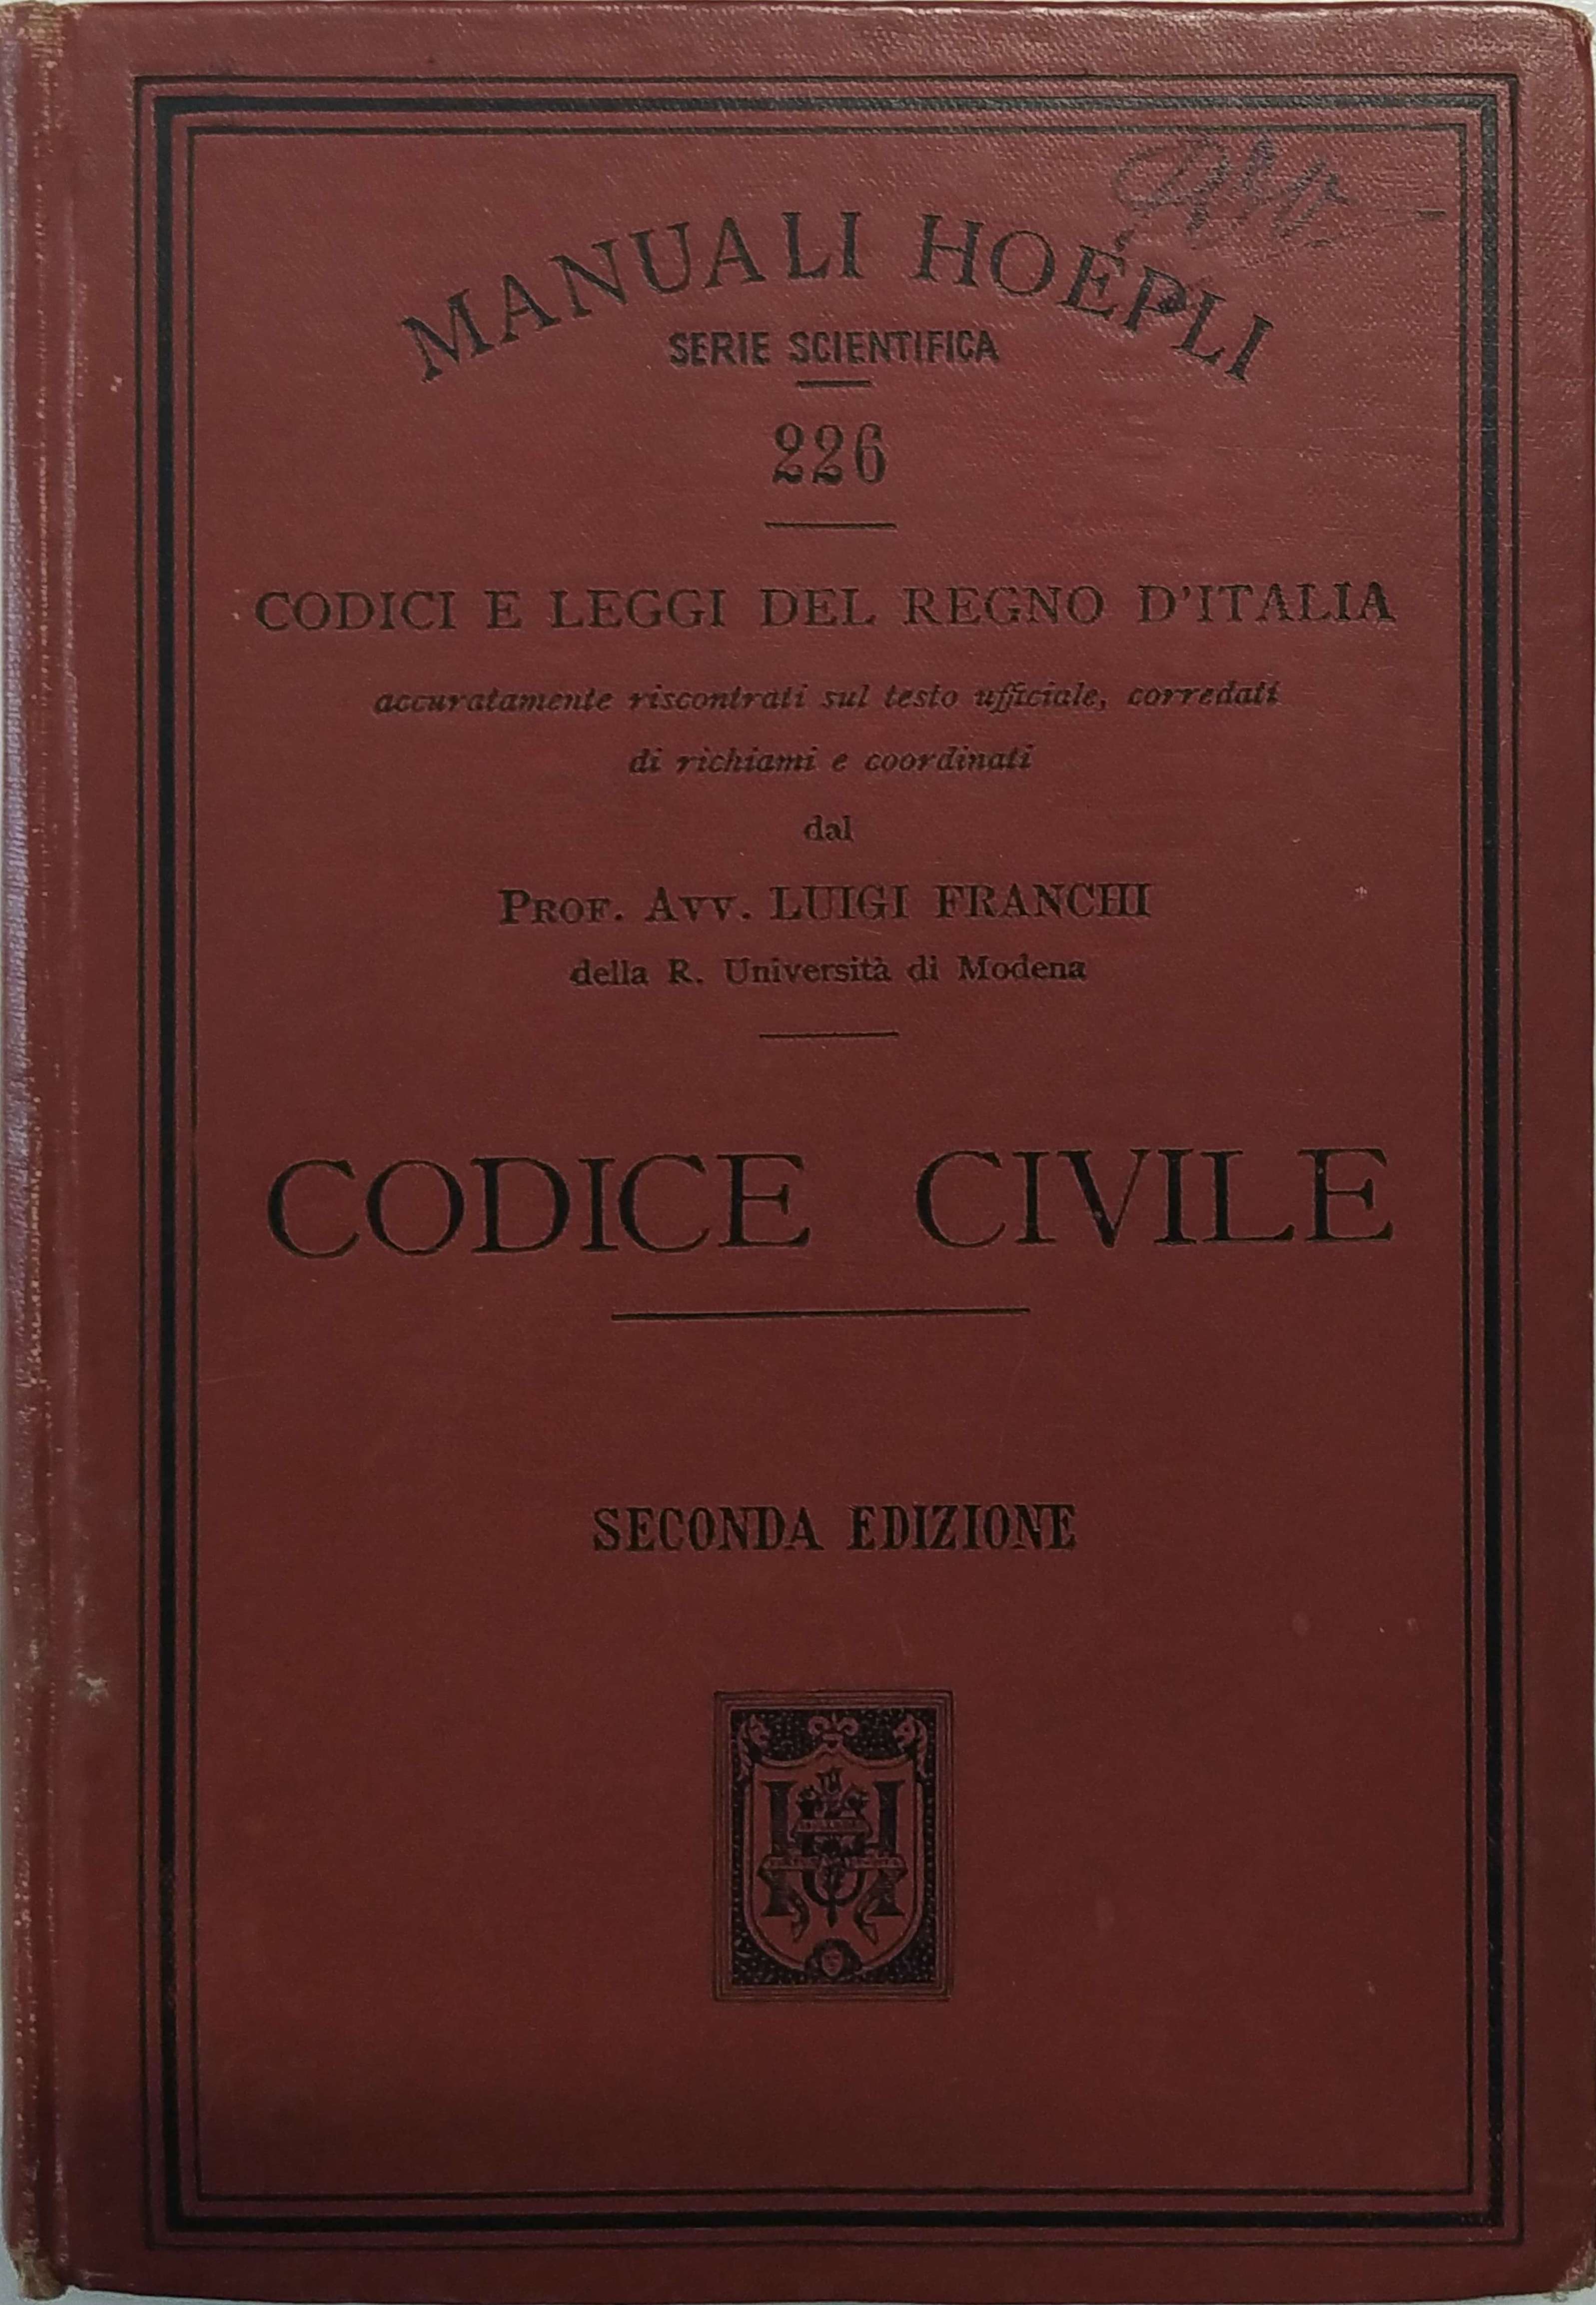 MANUALI HOEPLI
SERIE SCIENTIFICA
226
CODICI E LEGGI DEL REGNO D'ITALIA
accuratamente riscontrati sul testo ufficiale, corredati
di richiami e coordinati
dal
PROF. AVV. LUIGI FRANCHI
della R. Università di Modena
CODICE CIVILE
SECONDA EDIZIONE